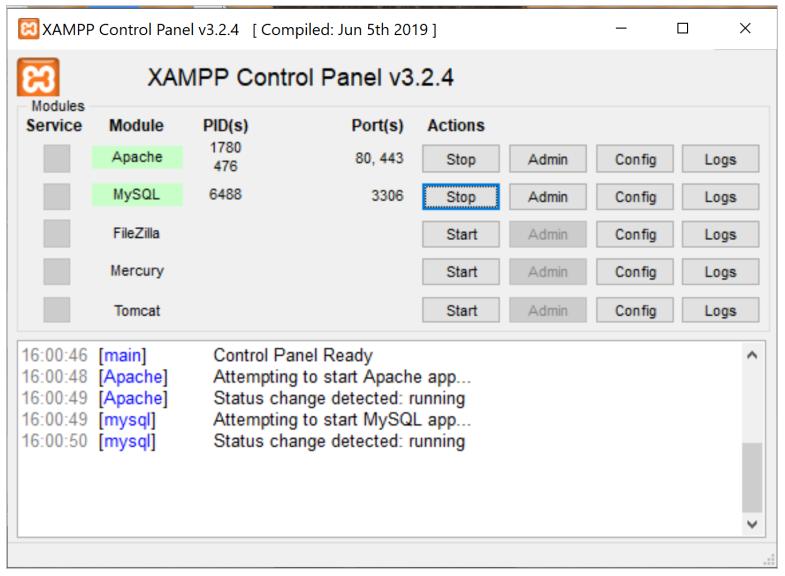 XAMPP Control Panel v3.2.4 [ Compiled: Jun 5th 2019 ]
XAMPP Control Panel v3.2.4
Modules
Service Module PID(s) Port(s) Actions
Apache 1780 476 80, 443 Stop Admin Config Logs
MySQL 6488 3306 Stop Admin Config Logs
FileZilla Start Admin Config Logs
Mercury Start Admin Config Logs
Tomcat Start Admin Config Logs
16:00:46 [main] Control Panel Ready
16:00:48 [Apache] Attempting to start Apache app...
16:00:49 [Apache] Status change detected: running
16:00:49 [mysql] Attempting to start MySQL app...
16:00:50 [mysql] Status change detected: running